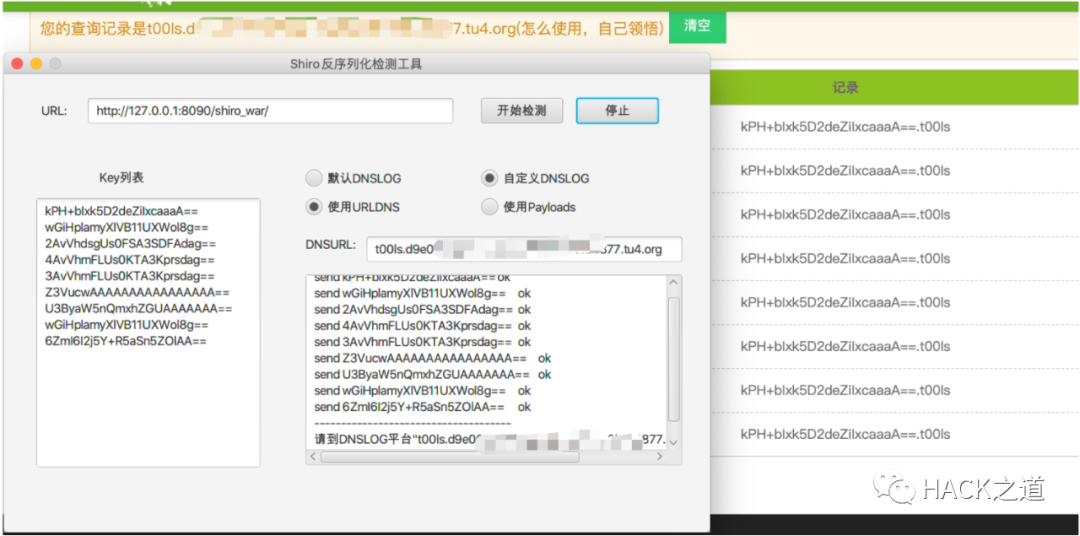 您的查询记录是t00ls.d 7.tu4.org(怎么使用，自己领悟)
清空
Shiro反序列化检测工具
URL:
http://127.0.0.1:8090/shiro_war/
开始检测
停止
记录
kPH+bIxk5D2deZiIxcaaaA==.t00ls
kPH+bIxk5D2deZiIxcaaaA==.t00ls
kPH+bIxk5D2deZiIxcaaaA==.t00ls
kPH+bIxk5D2deZiIxcaaaA==.t00ls
kPH+bIxk5D2deZiIxcaaaA==.t00ls
kPH+bIxk5D2deZiIxcaaaA==.t00ls
kPH+bIxk5D2deZiIxcaaaA==.t00ls
kPH+bIxk5D2deZiIxcaaaA==.t00ls
Key列表
kPH+bIxk5D2deZiIxcaaaA==
wGiHplamyXlVB11UXWol8g==
2AvVhdsgUs0FSA3SDFAdag==
4AvVhmFLUs0KTA3Kprsdag==
3AvVhmFLUs0KTA3Kprsdag==
Z3VucwAAAAAAAAAAAAAAAA==
U3ByaW5nQmxhZGUAAAAAAA==
wGiHplamyXlVB11UXWol8g==
6ZmI6I2j5Y+R5aSn5ZOlAA==
默认DNSLOG
自定义DNSLOG
使用URLDNS
使用Payloads
DNSURL:
t00ls.d9e0 877.tu4.org
send kPH+bIxk5D2deZiIxcaaaA== ok
send wGiHplamyXlVB11UXWol8g== ok
send 2AvVhdsgUs0FSA3SDFAdag== ok
send 4AvVhmFLUs0KTA3Kprsdag== ok
send 3AvVhmFLUs0KTA3Kprsdag== ok
send Z3VucwAAAAAAAAAAAAAAAA== ok
send U3ByaW5nQmxhZGUAAAAAAA== ok
send wGiHplamyXlVB11UXWol8g== ok
send 6ZmI6I2j5Y+R5aSn5ZOlAA== ok
-------------------------------------
请到DNSLOG平台"t00ls.d9e0 877.
HACK之道